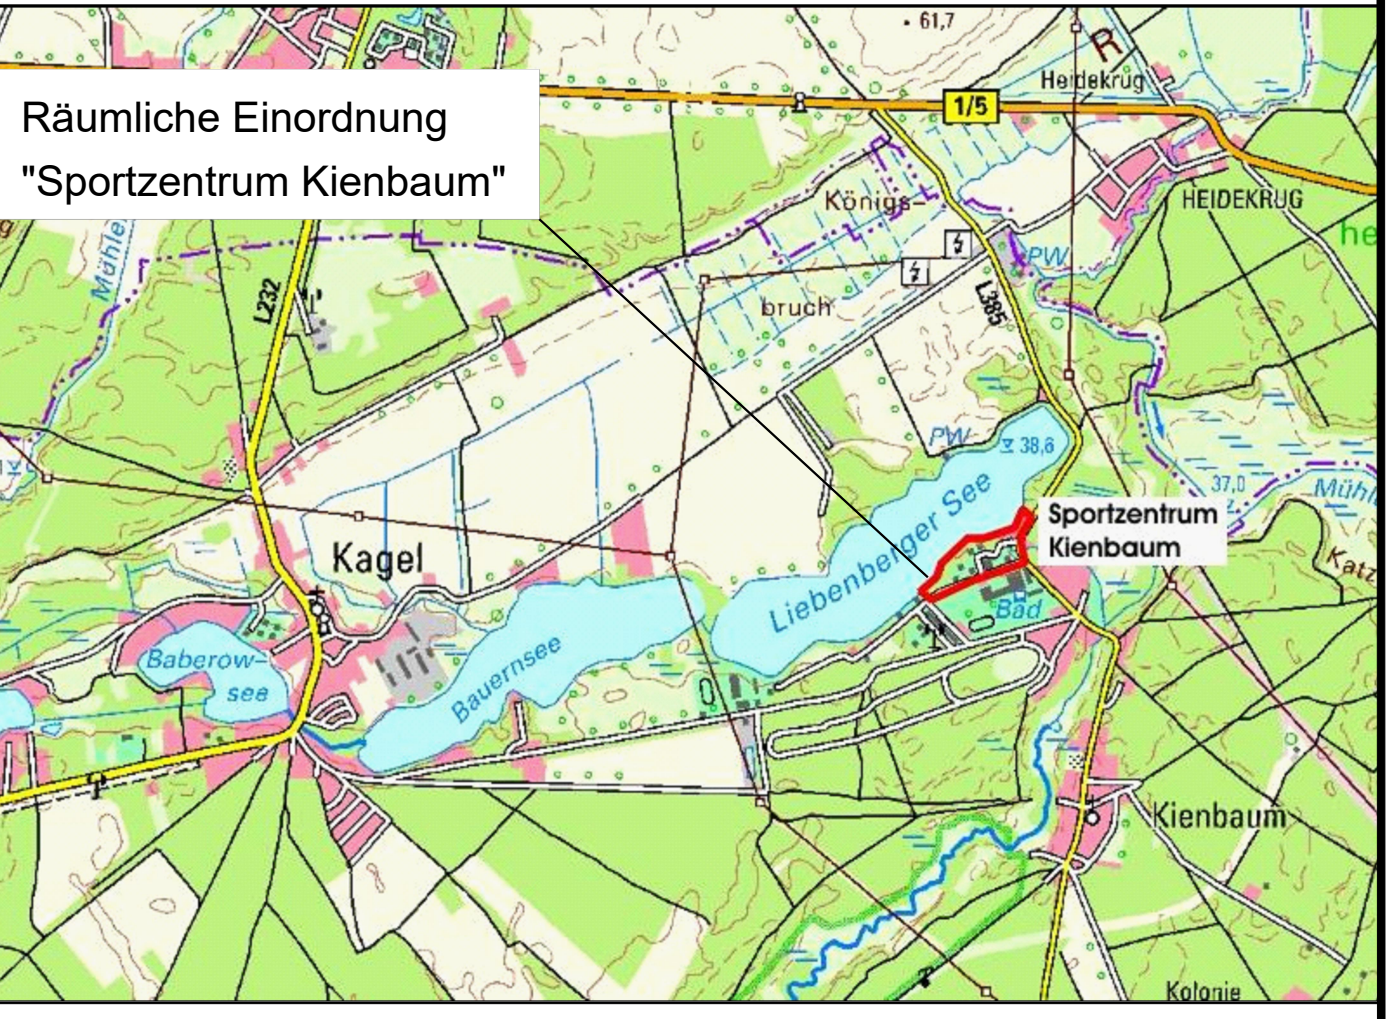 61,7
R
Heidekrug
1/5
Räumliche Einordnung
"Sportzentrum Kienbaum"
HEIDEKRUG
Königs-
he
PW
L232
L385
bruch
PW
38,6
37,0
Sportzentrum
Kienbaum
Kagel
Liebenberger See
Bad
Baberow-
see
Bauernsee
Kienbaum
Kolonie